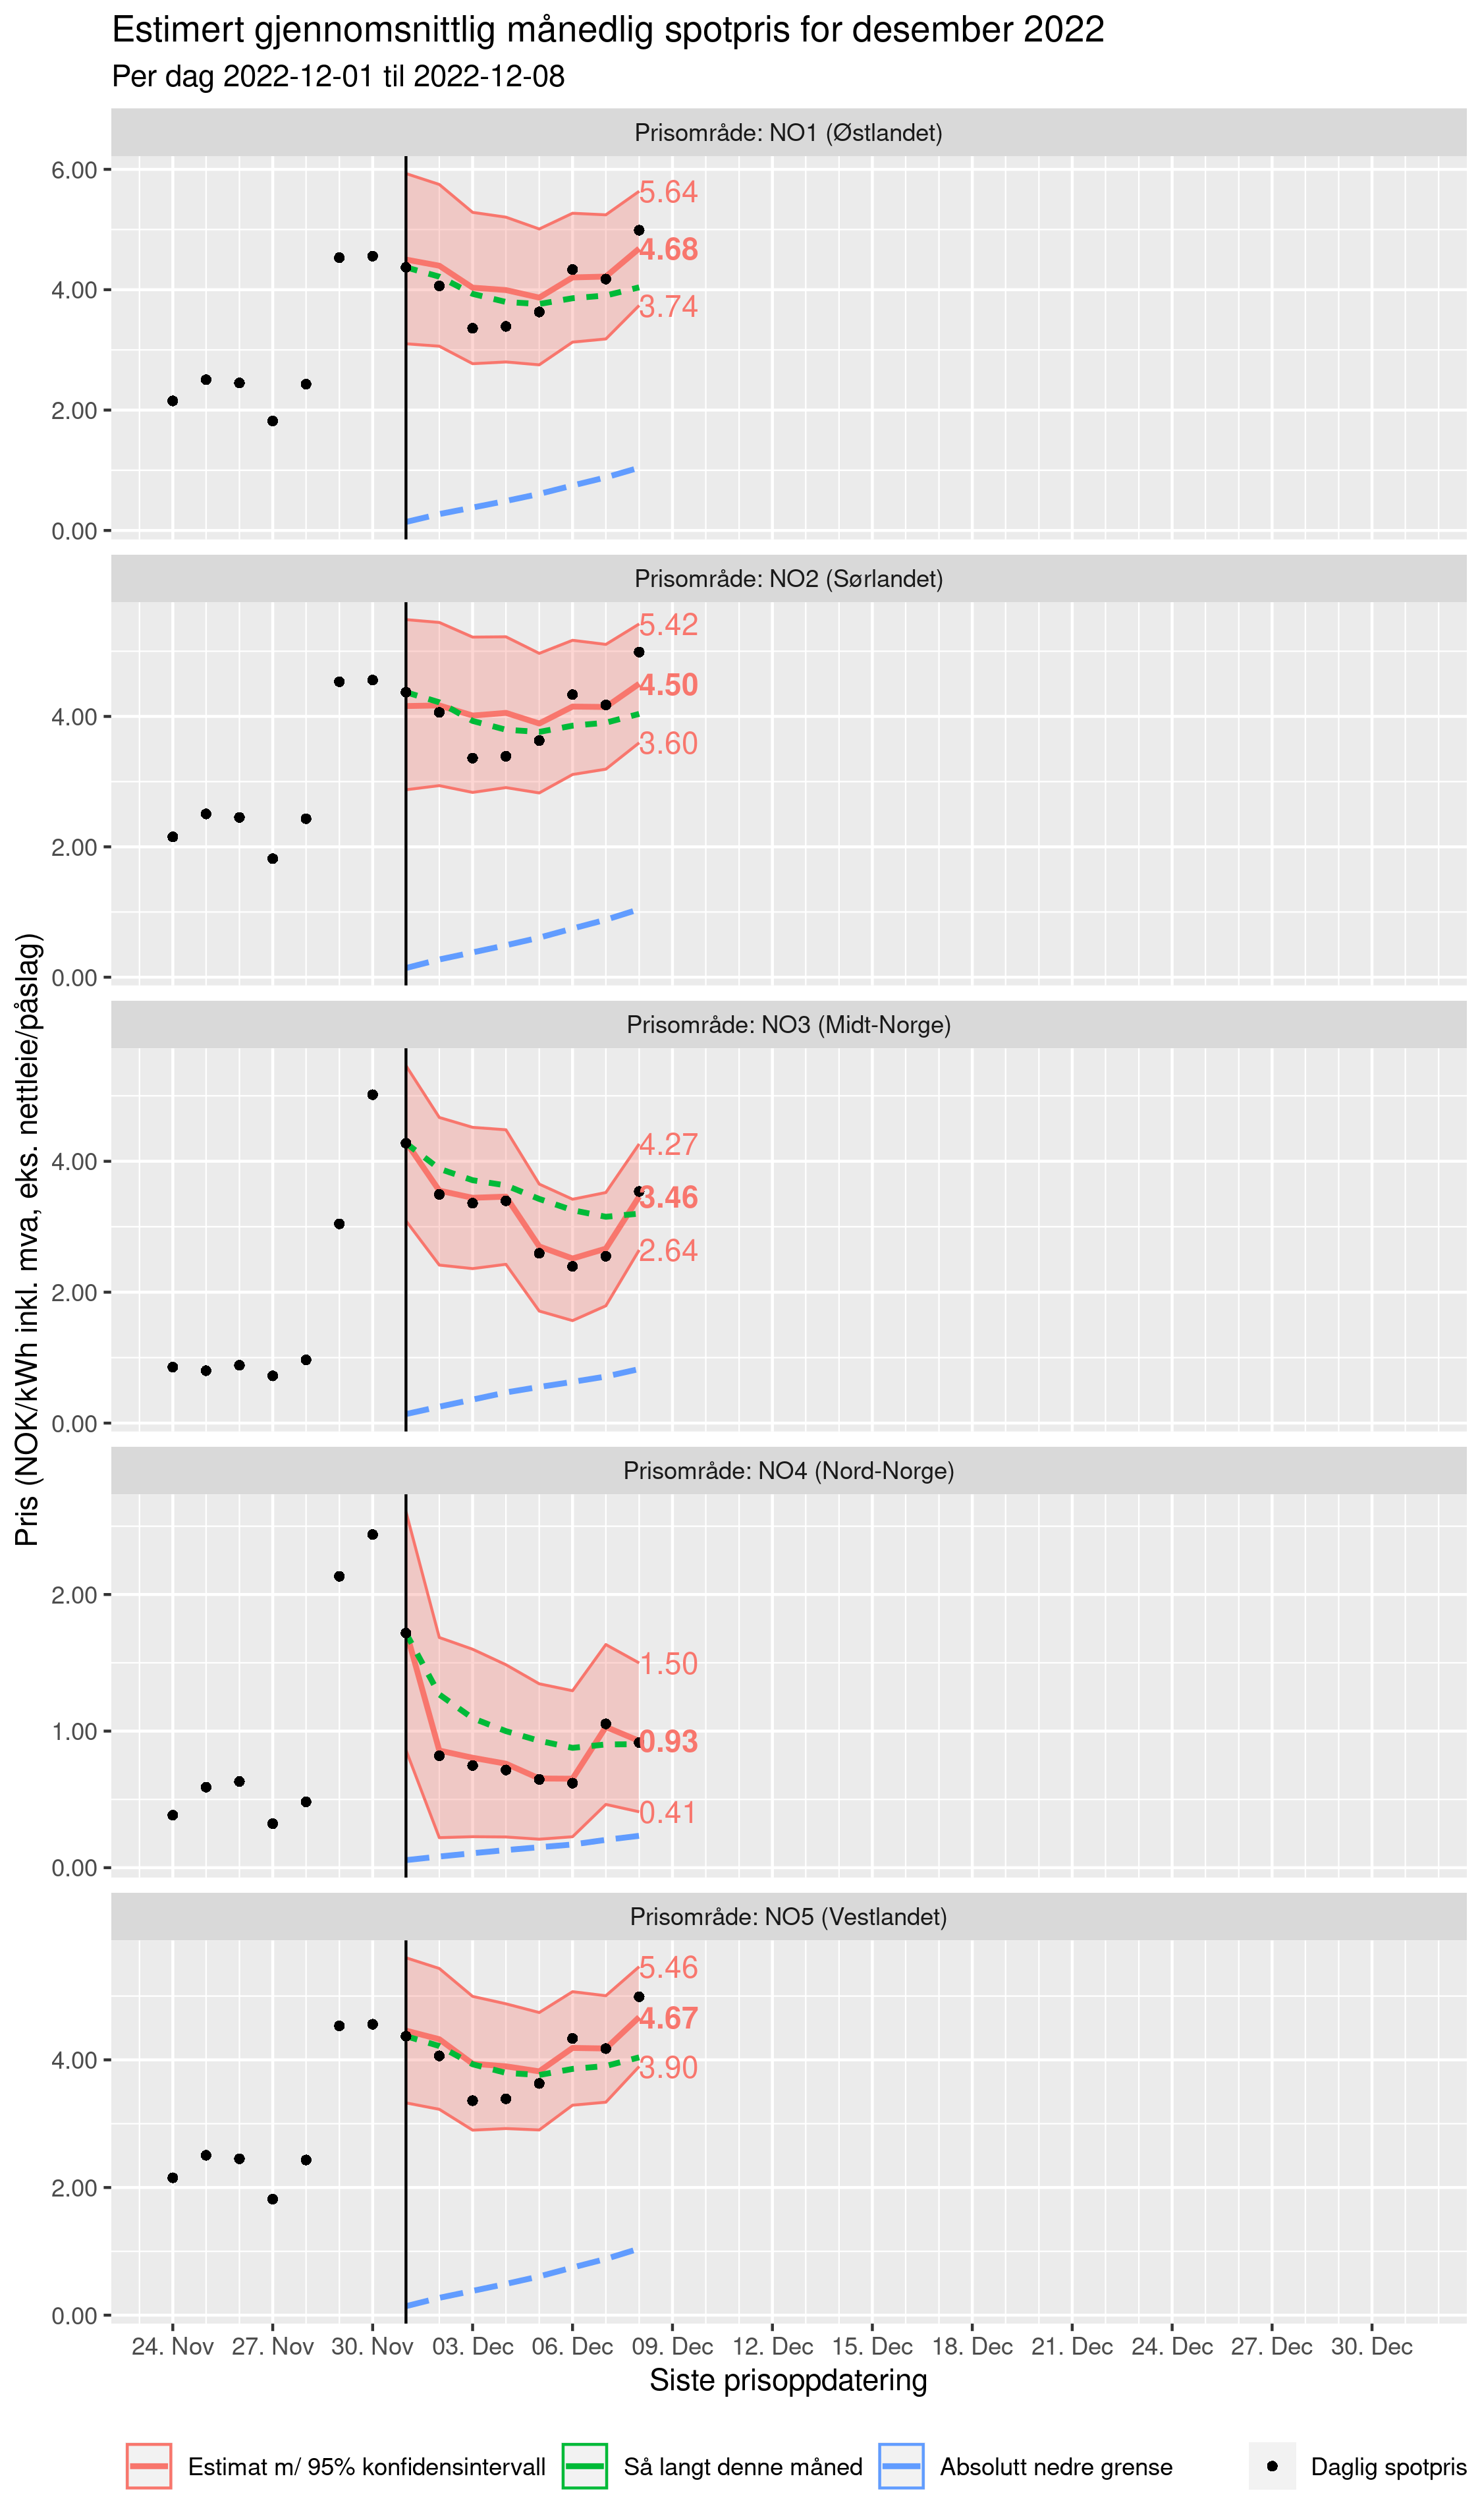 Estimert gjennomsnittlig månedlig spotpris for desember 2022
Per dag 2022-12-01 til 2022-12-08
Pris (NOK/kWh inkl. mva, eks. nettleie/påslag)
Prisområde: NO1 (Østlandet)
6.00
4.00
2.00
0.00
5.64
4.68
3.74
Prisområde: NO2 (Sørlandet)
4.00
2.00
0.00
5.42
4.50
3.60
Prisområde: NO3 (Midt-Norge)
4.00
2.00
0.00
4.27
3.46
2.64
Prisområde: NO4 (Nord-Norge)
2.00
1.00
0.00
1.50
0.93
0.41
Prisområde: NO5 (Vestlandet)
4.00
2.00
0.00
5.46
4.67
3.90
24. Nov 27. Nov 30. Nov 03. Dec 06. Dec 09. Dec 12. Dec 15. Dec 18. Dec 21. Dec 24. Dec 27. Dec 30. Dec
Siste prisoppdatering
Estimat m/ 95% konfidensintervall Så langt denne måned Absolutt nedre grense Daglig spotpris